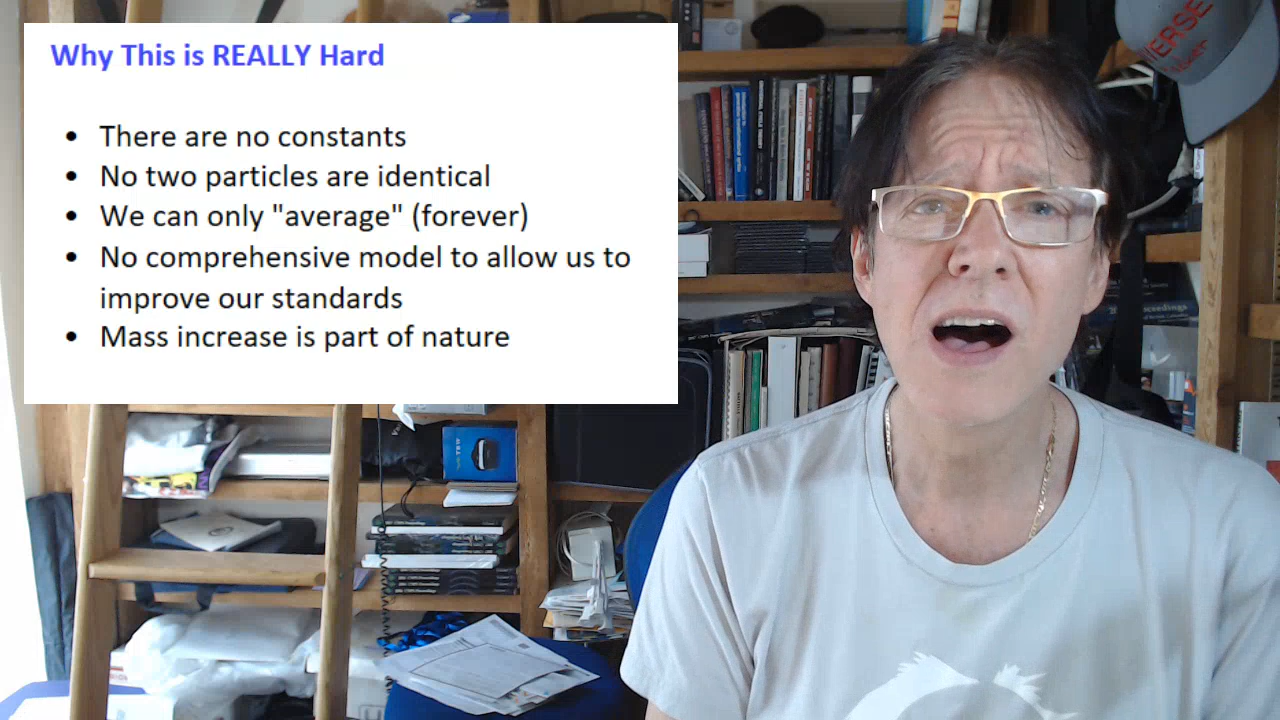 Why This is REALLY Hard
• There are no constants
• No two particles are identical
• We can only "average" (forever)
• No comprehensive model to allow us to
improve our standards
• Mass increase is part of nature